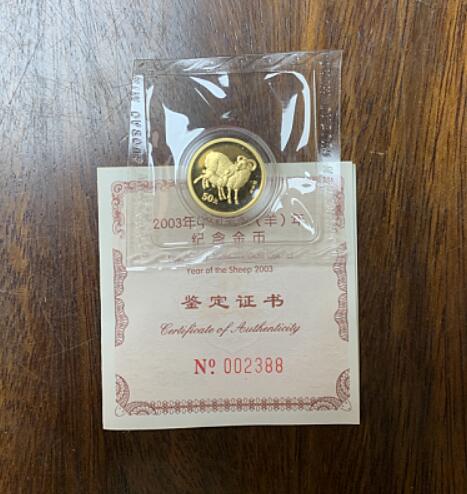 50元
2003年
(羊)年
纪念金币
Year of the Sheep 2003
鉴定证书
Certificate of Authenticity
Nº 002388